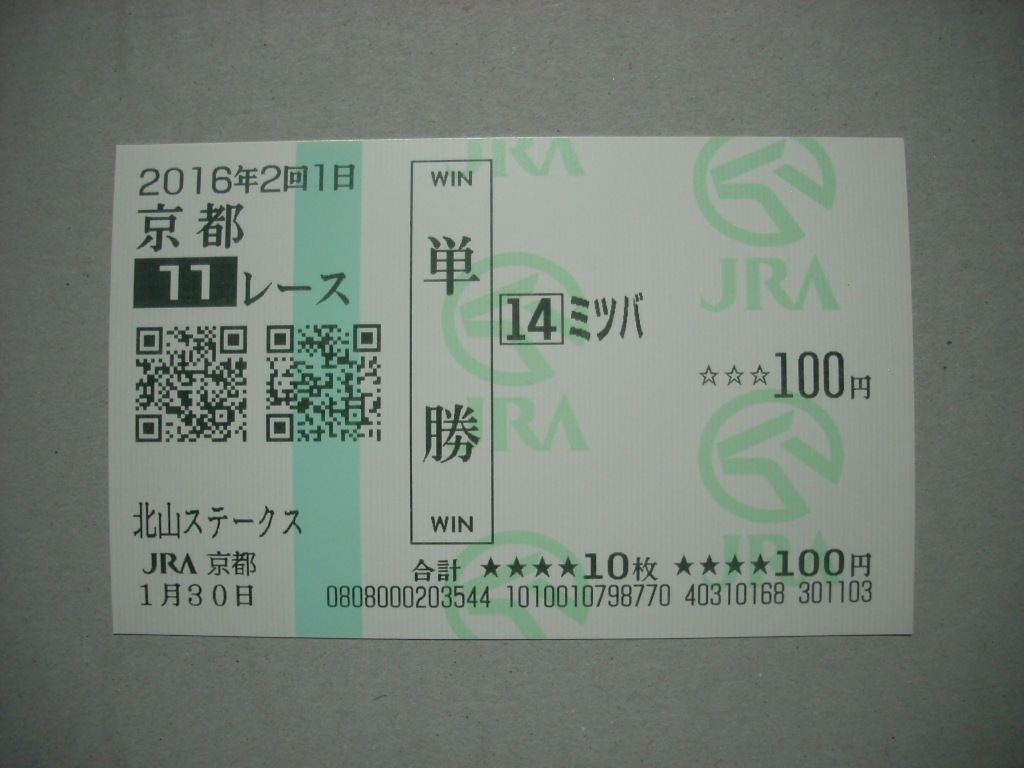 2016年2回1日
京都
11レース
北山ステークス
JRA 京都
1月30日
WIN
単勝
WIN
14 ミツバ
☆☆☆100円
合計 ★★★★10枚 ★★★★100円
0808000203544 1010010798770 40310168 301103
JRA
JRA
JRA
JRA